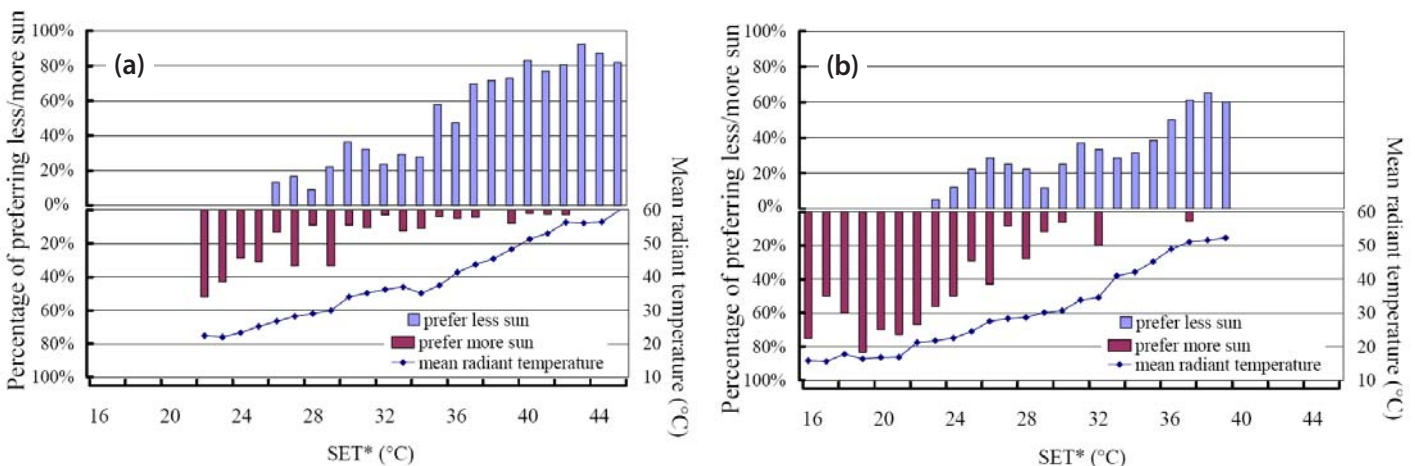 (a)
Percentage of preferring less/more sun
100%
80%
60%
40%
20%
0%
20%
40%
60%
80%
100%
Mean radiant temperature (°C)
60
50
40
30
20
10
prefer less sun
prefer more sun
mean radiant temperature
16 20 24 28 32 36 40 44
SET* (°C)
(b)
Percentage of preferring less/more sun
100%
80%
60%
40%
20%
0%
20%
40%
60%
80%
100%
Mean radiant temperature (°C)
60
50
40
30
20
10
prefer less sun
prefer more sun
mean radiant temperature
16 20 24 28 32 36 40 44
SET* (°C)